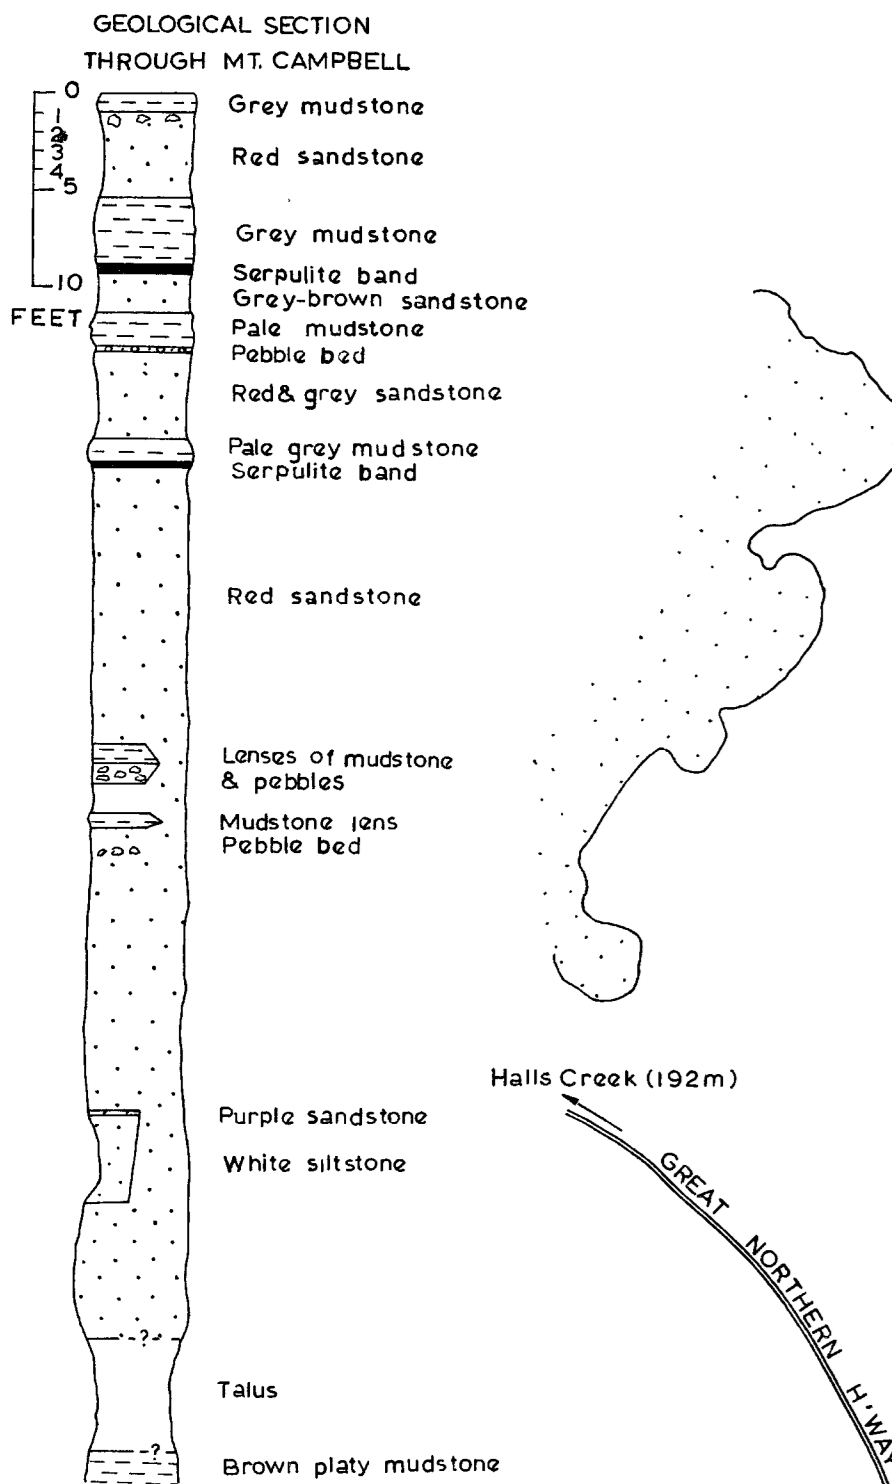 GEOLOGICAL SECTION
THROUGH MT. CAMPBELL
0
1
2
3
4
5
10
FEET
Grey mudstone
Red sandstone
Grey mudstone
Serpulite band
Grey-brown sandstone
Pale mudstone
Pebble bed
Red & grey sandstone
Pale grey mudstone
Serpulite band
Red sandstone
Lenses of mudstone
& pebbles
Mudstone lens
Pebble bed
Purple sandstone
White siltstone
-?-
Talus
-?-
Brown platy mudstone
Halls Creek (192m)
GREAT NORTHERN H'WAY